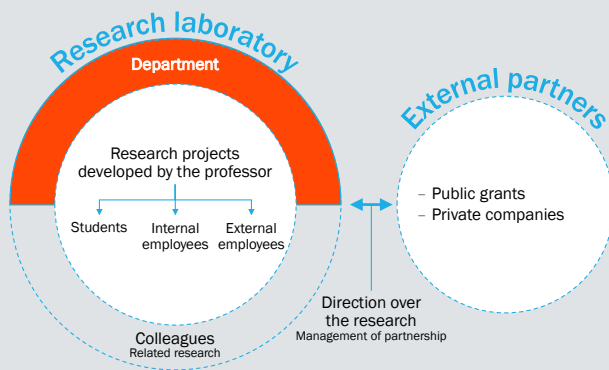 Research laboratory
Department
Research projects
developed by the professor
Students
Internal
employees
External
employees
Colleagues
Related research
External partners
– Public grants
– Private companies
Direction over
the research
Management of partnership